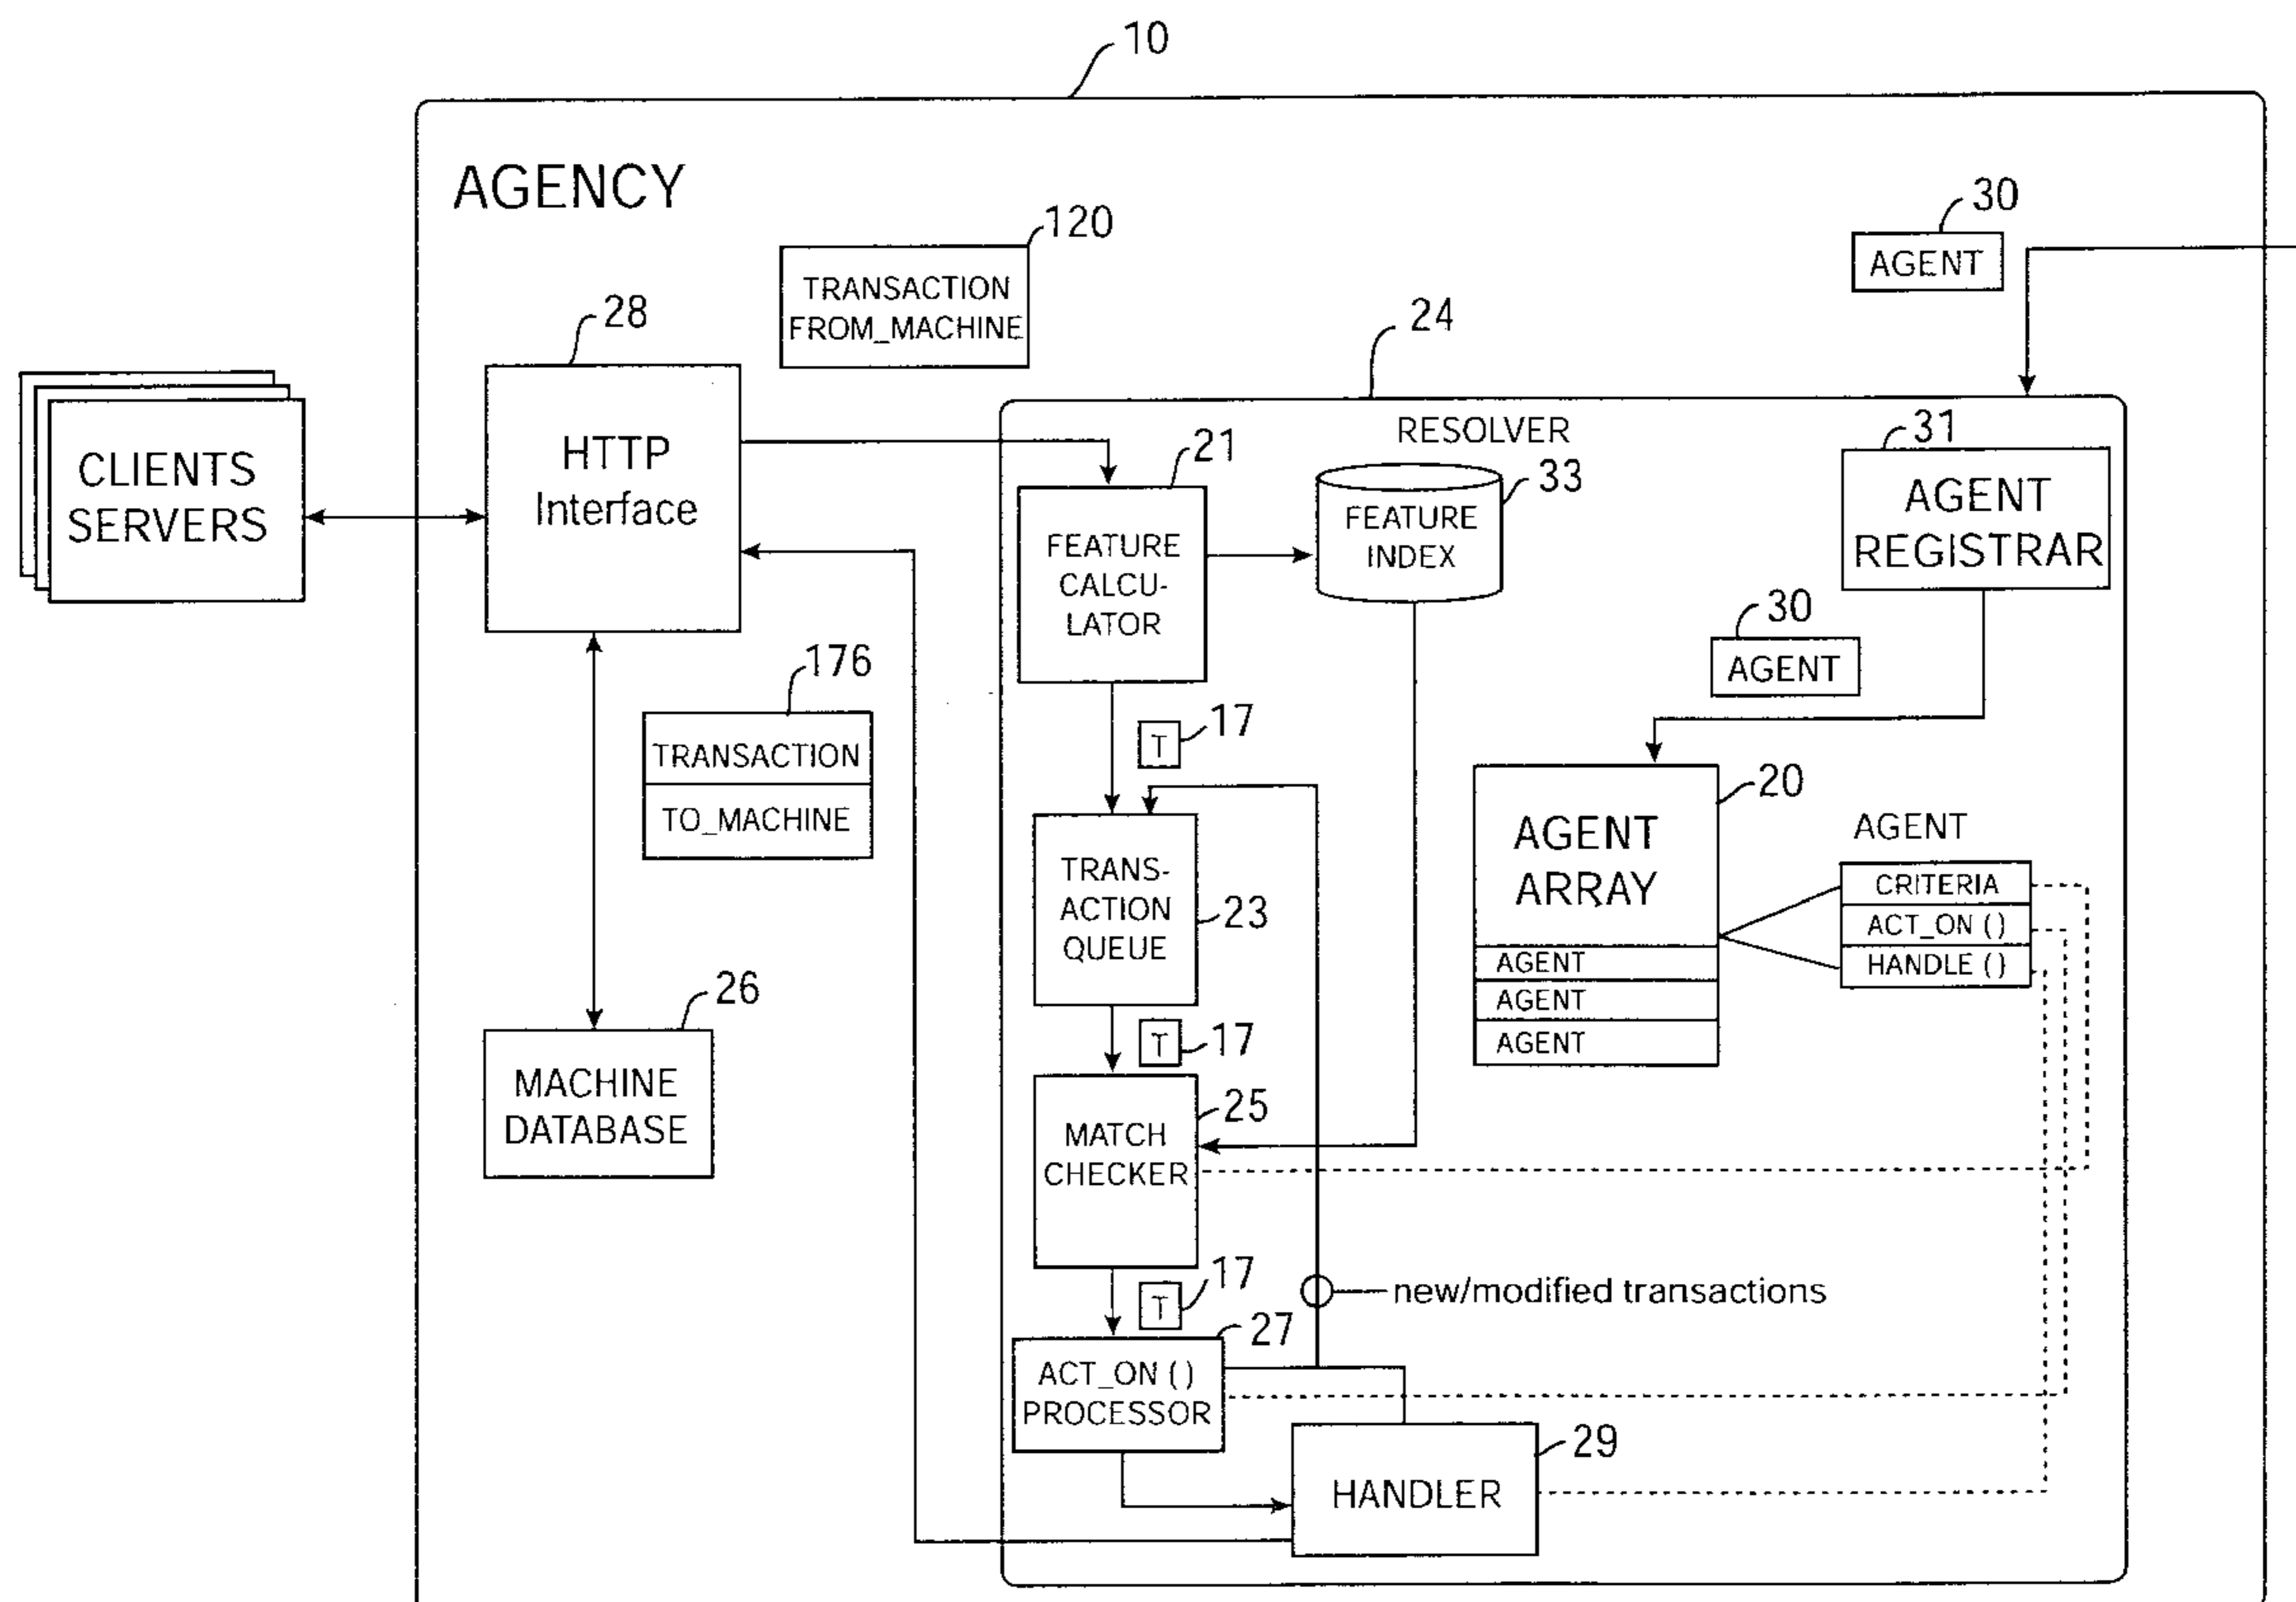 10
AGENCY
120
TRANSACTION
FROM_MACHINE
30
AGENT
28
HTTP
Interface
CLIENTS
SERVERS
24
RESOLVER
21
FEATURE
CALCU-
LATOR
33
FEATURE
INDEX
31
AGENT
REGISTRAR
30
AGENT
176
TRANSACTION
TO_MACHINE
T
17
20
AGENT
ARRAY
AGENT
AGENT
AGENT
AGENT
CRITERIA
ACT_ON ( )
HANDLE ( )
TRANS-
ACTION
QUEUE
23
26
MACHINE
DATABASE
T
17
25
MATCH
CHECKER
T
17
new/modified transactions
27
ACT_ON ( )
PROCESSOR
29
HANDLER